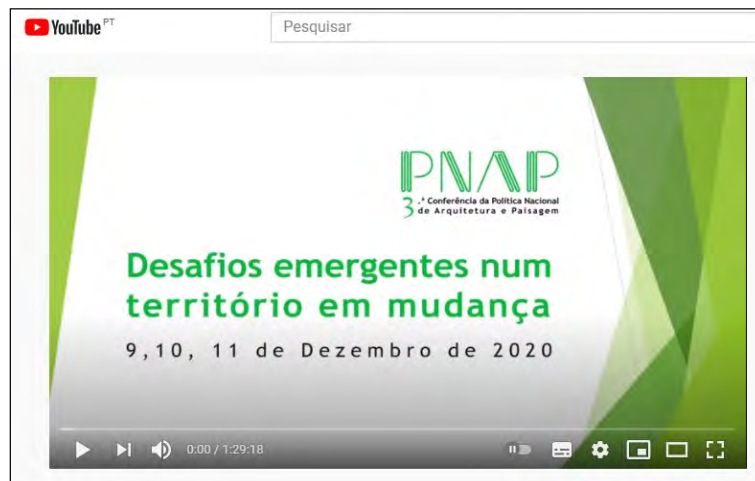 YouTube PT
Pesquisar
PNAP
3.ª Conferência da Política Nacional
de Arquitetura e Paisagem
Desafios emergentes num
território em mudança
9,10, 11 de Dezembro de 2020
0:00 / 1:29:18